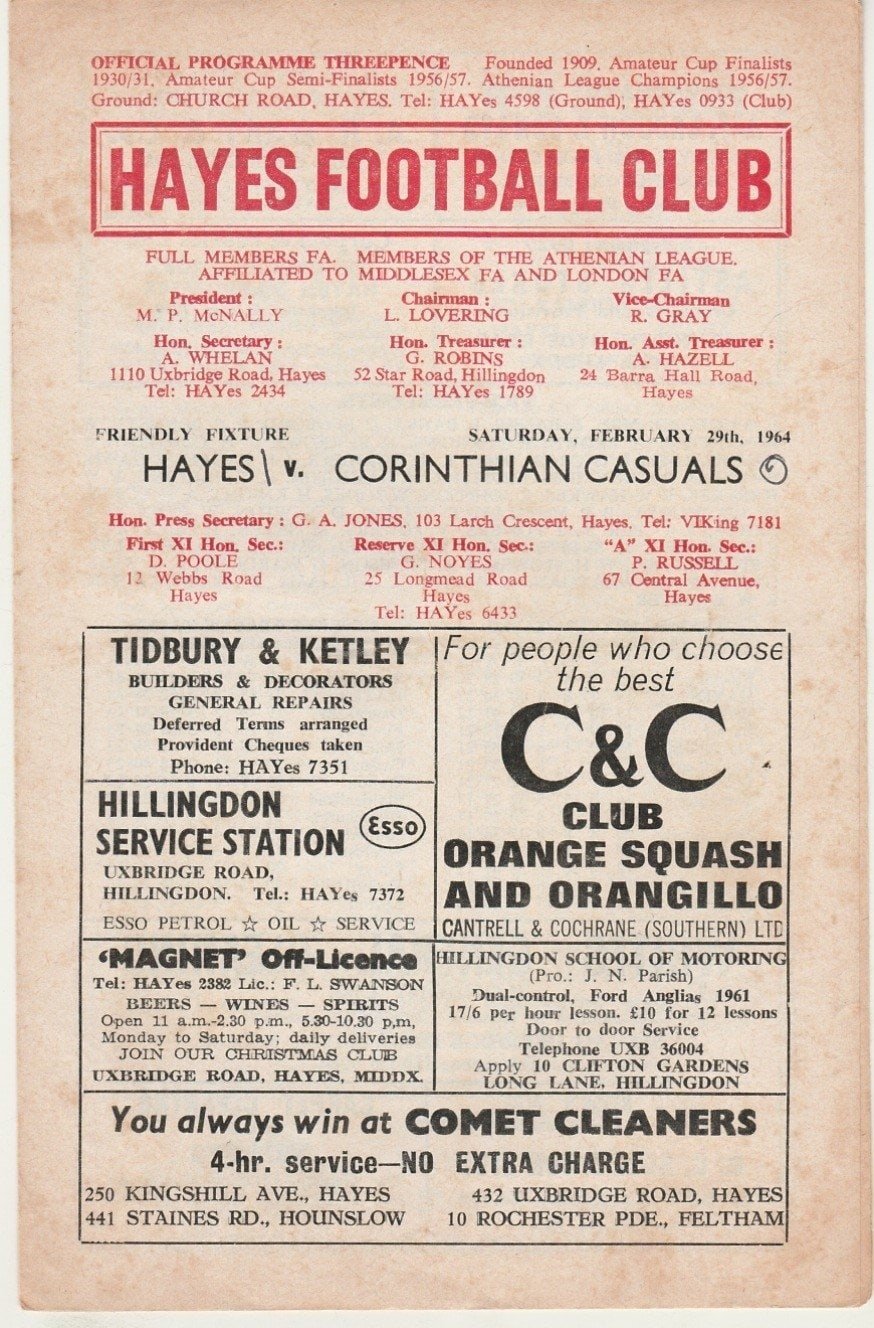 OFFICIAL PROGRAMME THREEPENCE Founded 1909. Amateur Cup Finalists
1930/31. Amateur Cup Semi-Finalists 1956/57. Athenian League Champions 1956/57.
Ground: CHURCH ROAD, HAYES. Tel: HAYes 4598 (Ground), HAYes 0933 (Club)
HAYES FOOTBALL CLUB
FULL MEMBERS FA. MEMBERS OF THE ATHENIAN LEAGUE.
AFFILIATED TO MIDDLESEX FA AND LONDON FA
President : Chairman : Vice-Chairman
M. P. McNALLY L. LOVERING R. GRAY
Hon. Secretary : Hon. Treasurer : Hon. Asst. Treasurer :
A. WHELAN G. ROBINS A. HAZELL
1110 Uxbridge Road, Hayes 52 Star Road, Hillingdon 24 Barra Hall Road,
Tel: HAYes 2434 Tel: HAYes 1789 Hayes
FRIENDLY FIXTURE SATURDAY, FEBRUARY 29th, 1964
HAYES \ v. CORINTHIAN CASUALS
Hon. Press Secretary : G. A. JONES, 103 Larch Crescent, Hayes. Tel: VIKing 7181
First XI Hon. Sec.: Reserve XI Hon. Sec.: "A" XI Hon. Sec.:
D. POOLE G. NOYES P. RUSSELL
12 Webbs Road 25 Longmead Road 67 Central Avenue,
Hayes Hayes Hayes
Tel: HAYes 6433
TIDBURY & KETLEY
BUILDERS & DECORATORS
GENERAL REPAIRS
Deferred Terms arranged
Provident Cheques taken
Phone: HAYes 7351
For people who choose
the best
C&C
CLUB
ORANGE SQUASH
AND ORANGILLO
CANTRELL & COCHRANE (SOUTHERN) LTD
HILLINGDON
SERVICE STATION
Esso
UXBRIDGE ROAD,
HILLINGDON. Tel.: HAYes 7372
ESSO PETROL ☆ OIL ☆ SERVICE
'MAGNET' Off-Licence
Tel: HAYes 2382 Lic.: F. L. SWANSON
BEERS — WINES — SPIRITS
Open 11 a.m.-2.30 p.m., 5.30-10.30 p,m,
Monday to Saturday; daily deliveries
JOIN OUR CHRISTMAS CLUB
UXBRIDGE ROAD, HAYES, MIDDX.
HILLINGDON SCHOOL OF MOTORING
(Pro.: J. N. Parish)
Dual-control, Ford Anglias 1961
17/6 per hour lesson. £10 for 12 lessons
Door to door Service
Telephone UXB 36004
Apply 10 CLIFTON GARDENS
LONG LANE, HILLINGDON
You always win at COMET CLEANERS
4-hr. service—NO EXTRA CHARGE
250 KINGSHILL AVE., HAYES 432 UXBRIDGE ROAD, HAYES
441 STAINES RD., HOUNSLOW 10 ROCHESTER PDE., FELTHAM